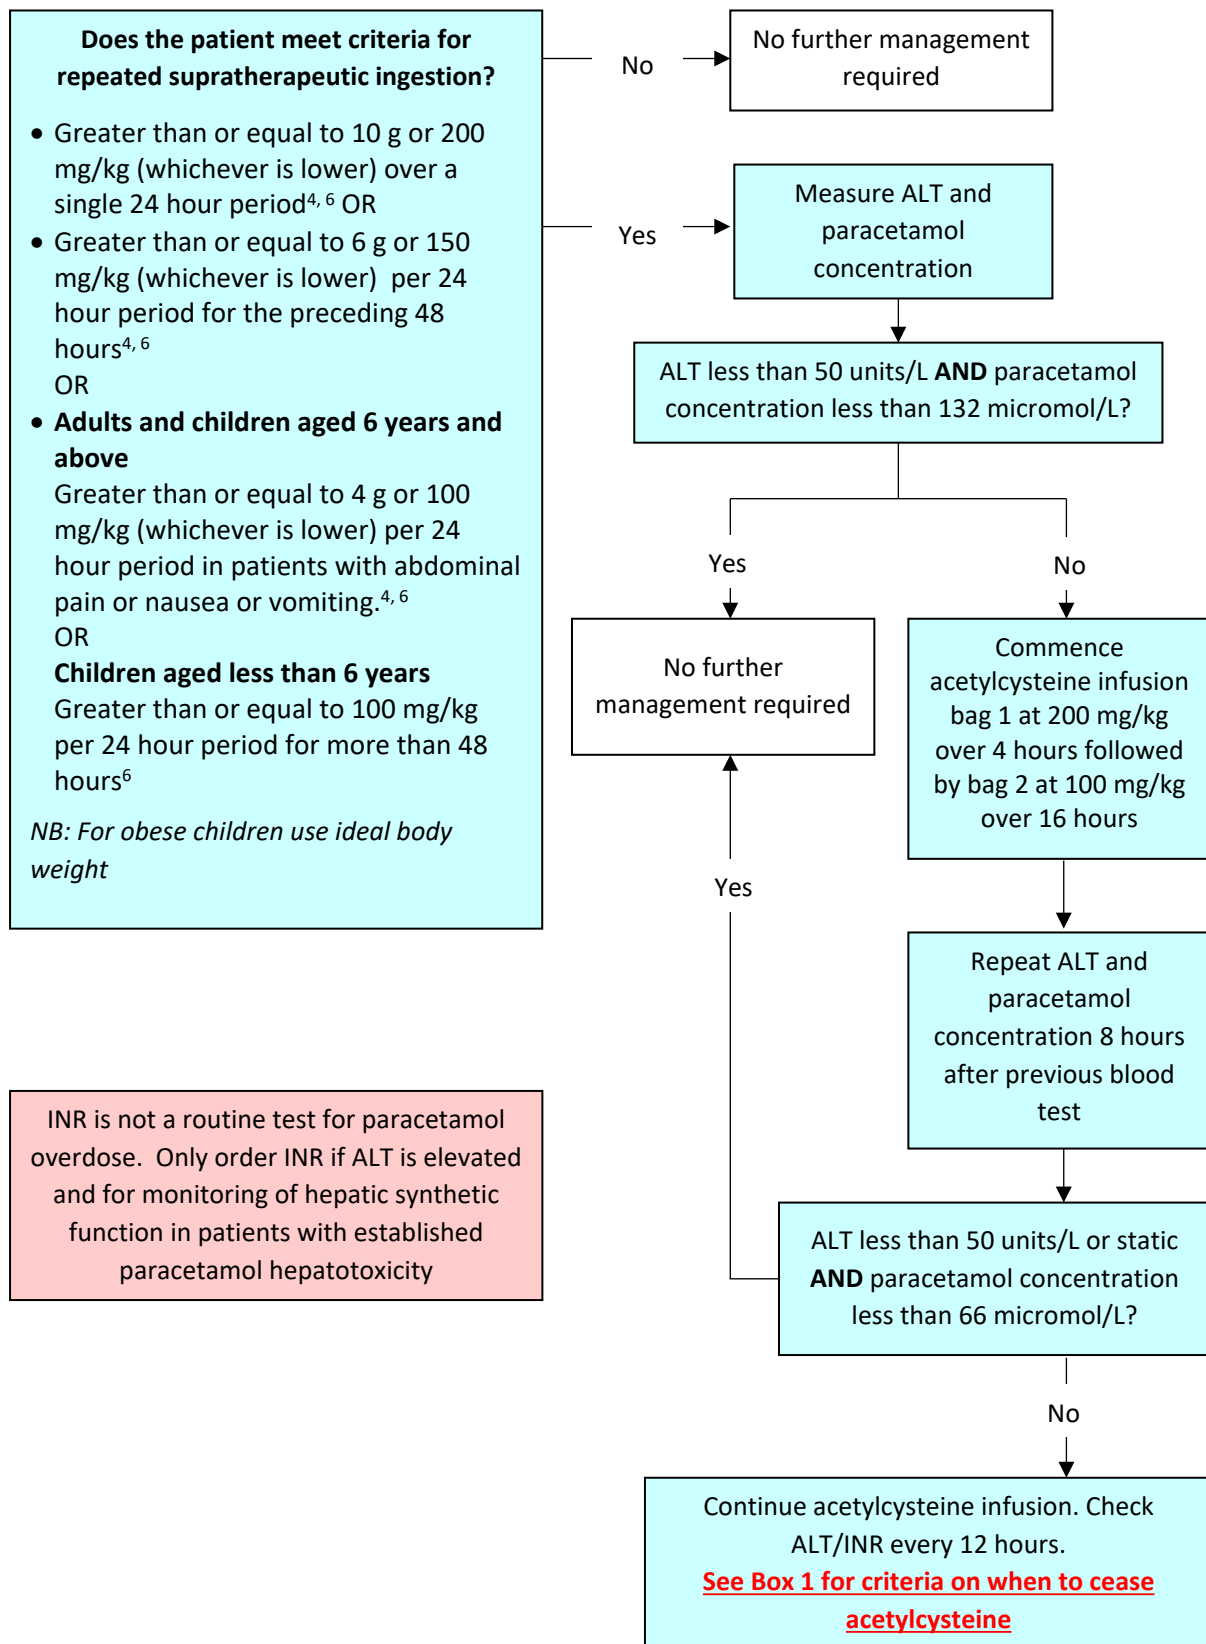 Does the patient meet criteria for
repeated supratherapeutic ingestion?
• Greater than or equal to 10 g or 200
mg/kg (whichever is lower) over a
single 24 hour period4, 6 OR
• Greater than or equal to 6 g or 150
mg/kg (whichever is lower)  per 24
hour period for the preceding 48
hours4, 6
OR
• Adults and children aged 6 years and
above
Greater than or equal to 4 g or 100
mg/kg (whichever is lower) per 24
hour period in patients with abdominal
pain or nausea or vomiting.4, 6
OR
Children aged less than 6 years
Greater than or equal to 100 mg/kg
per 24 hour period for more than 48
hours6
NB: For obese children use ideal body
weight
No
No further management
required
Yes
Measure ALT and
paracetamol
concentration
ALT less than 50 units/L AND paracetamol
concentration less than 132 micromol/L?
Yes
No
No further
management required
Commence
acetylcysteine infusion
bag 1 at 200 mg/kg
over 4 hours followed
by bag 2 at 100 mg/kg
over 16 hours
Yes
Repeat ALT and
paracetamol
concentration 8 hours
after previous blood
test
INR is not a routine test for paracetamol
overdose.  Only order INR if ALT is elevated
and for monitoring of hepatic synthetic
function in patients with established
paracetamol hepatotoxicity
ALT less than 50 units/L or static
AND paracetamol concentration
less than 66 micromol/L?
No
Continue acetylcysteine infusion. Check
ALT/INR every 12 hours.
See Box 1 for criteria on when to cease
acetylcysteine